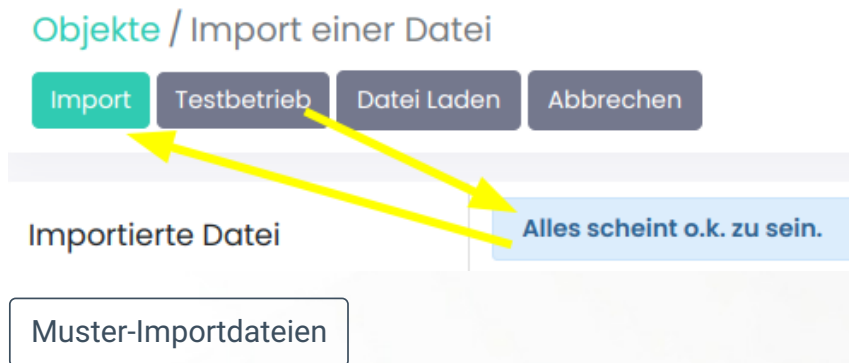 Objekte / Import einer Datei
Import Testbetrieb Datei Laden Abbrechen
Importierte Datei
Alles scheint o.k. zu sein.
Muster-Importdateien